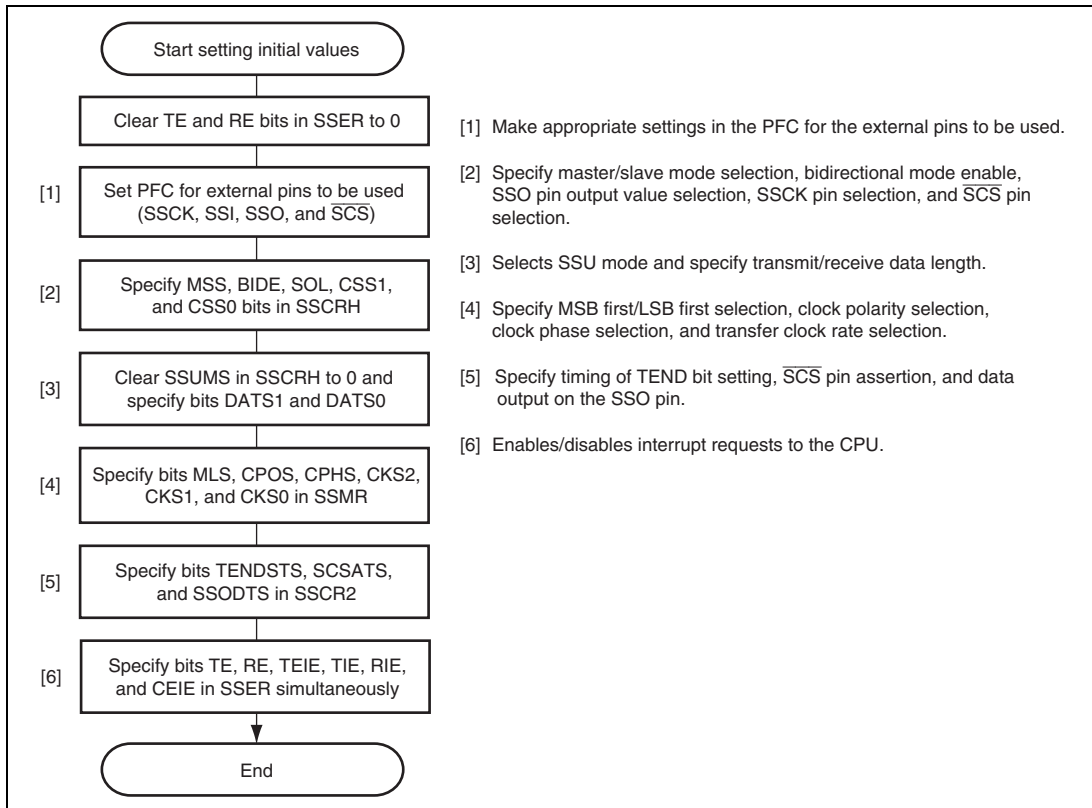 Start setting initial values
Clear TE and RE bits in SSER to 0
[1]
Set PFC for external pins to be used
(SSCK, SSI, SSO, and SCS)
[2]
Specify MSS, BIDE, SOL, CSS1,
and CSS0 bits in SSCRH
[3]
Clear SSUMS in SSCRH to 0 and
specify bits DATS1 and DATS0
[4]
Specify bits MLS, CPOS, CPHS, CKS2,
CKS1, and CKS0 in SSMR
[5]
Specify bits TENDSTS, SCSATS,
and SSODTS in SSCR2
[6]
Specify bits TE, RE, TEIE, TIE, RIE,
and CEIE in SSER simultaneously
End
[1] Make appropriate settings in the PFC for the external pins to be used.
[2] Specify master/slave mode selection, bidirectional mode enable,
SSO pin output value selection, SSCK pin selection, and SCS pin
selection.
[3] Selects SSU mode and specify transmit/receive data length.
[4] Specify MSB first/LSB first selection, clock polarity selection,
clock phase selection, and transfer clock rate selection.
[5] Specify timing of TEND bit setting, SCS pin assertion, and data
output on the SSO pin.
[6] Enables/disables interrupt requests to the CPU.